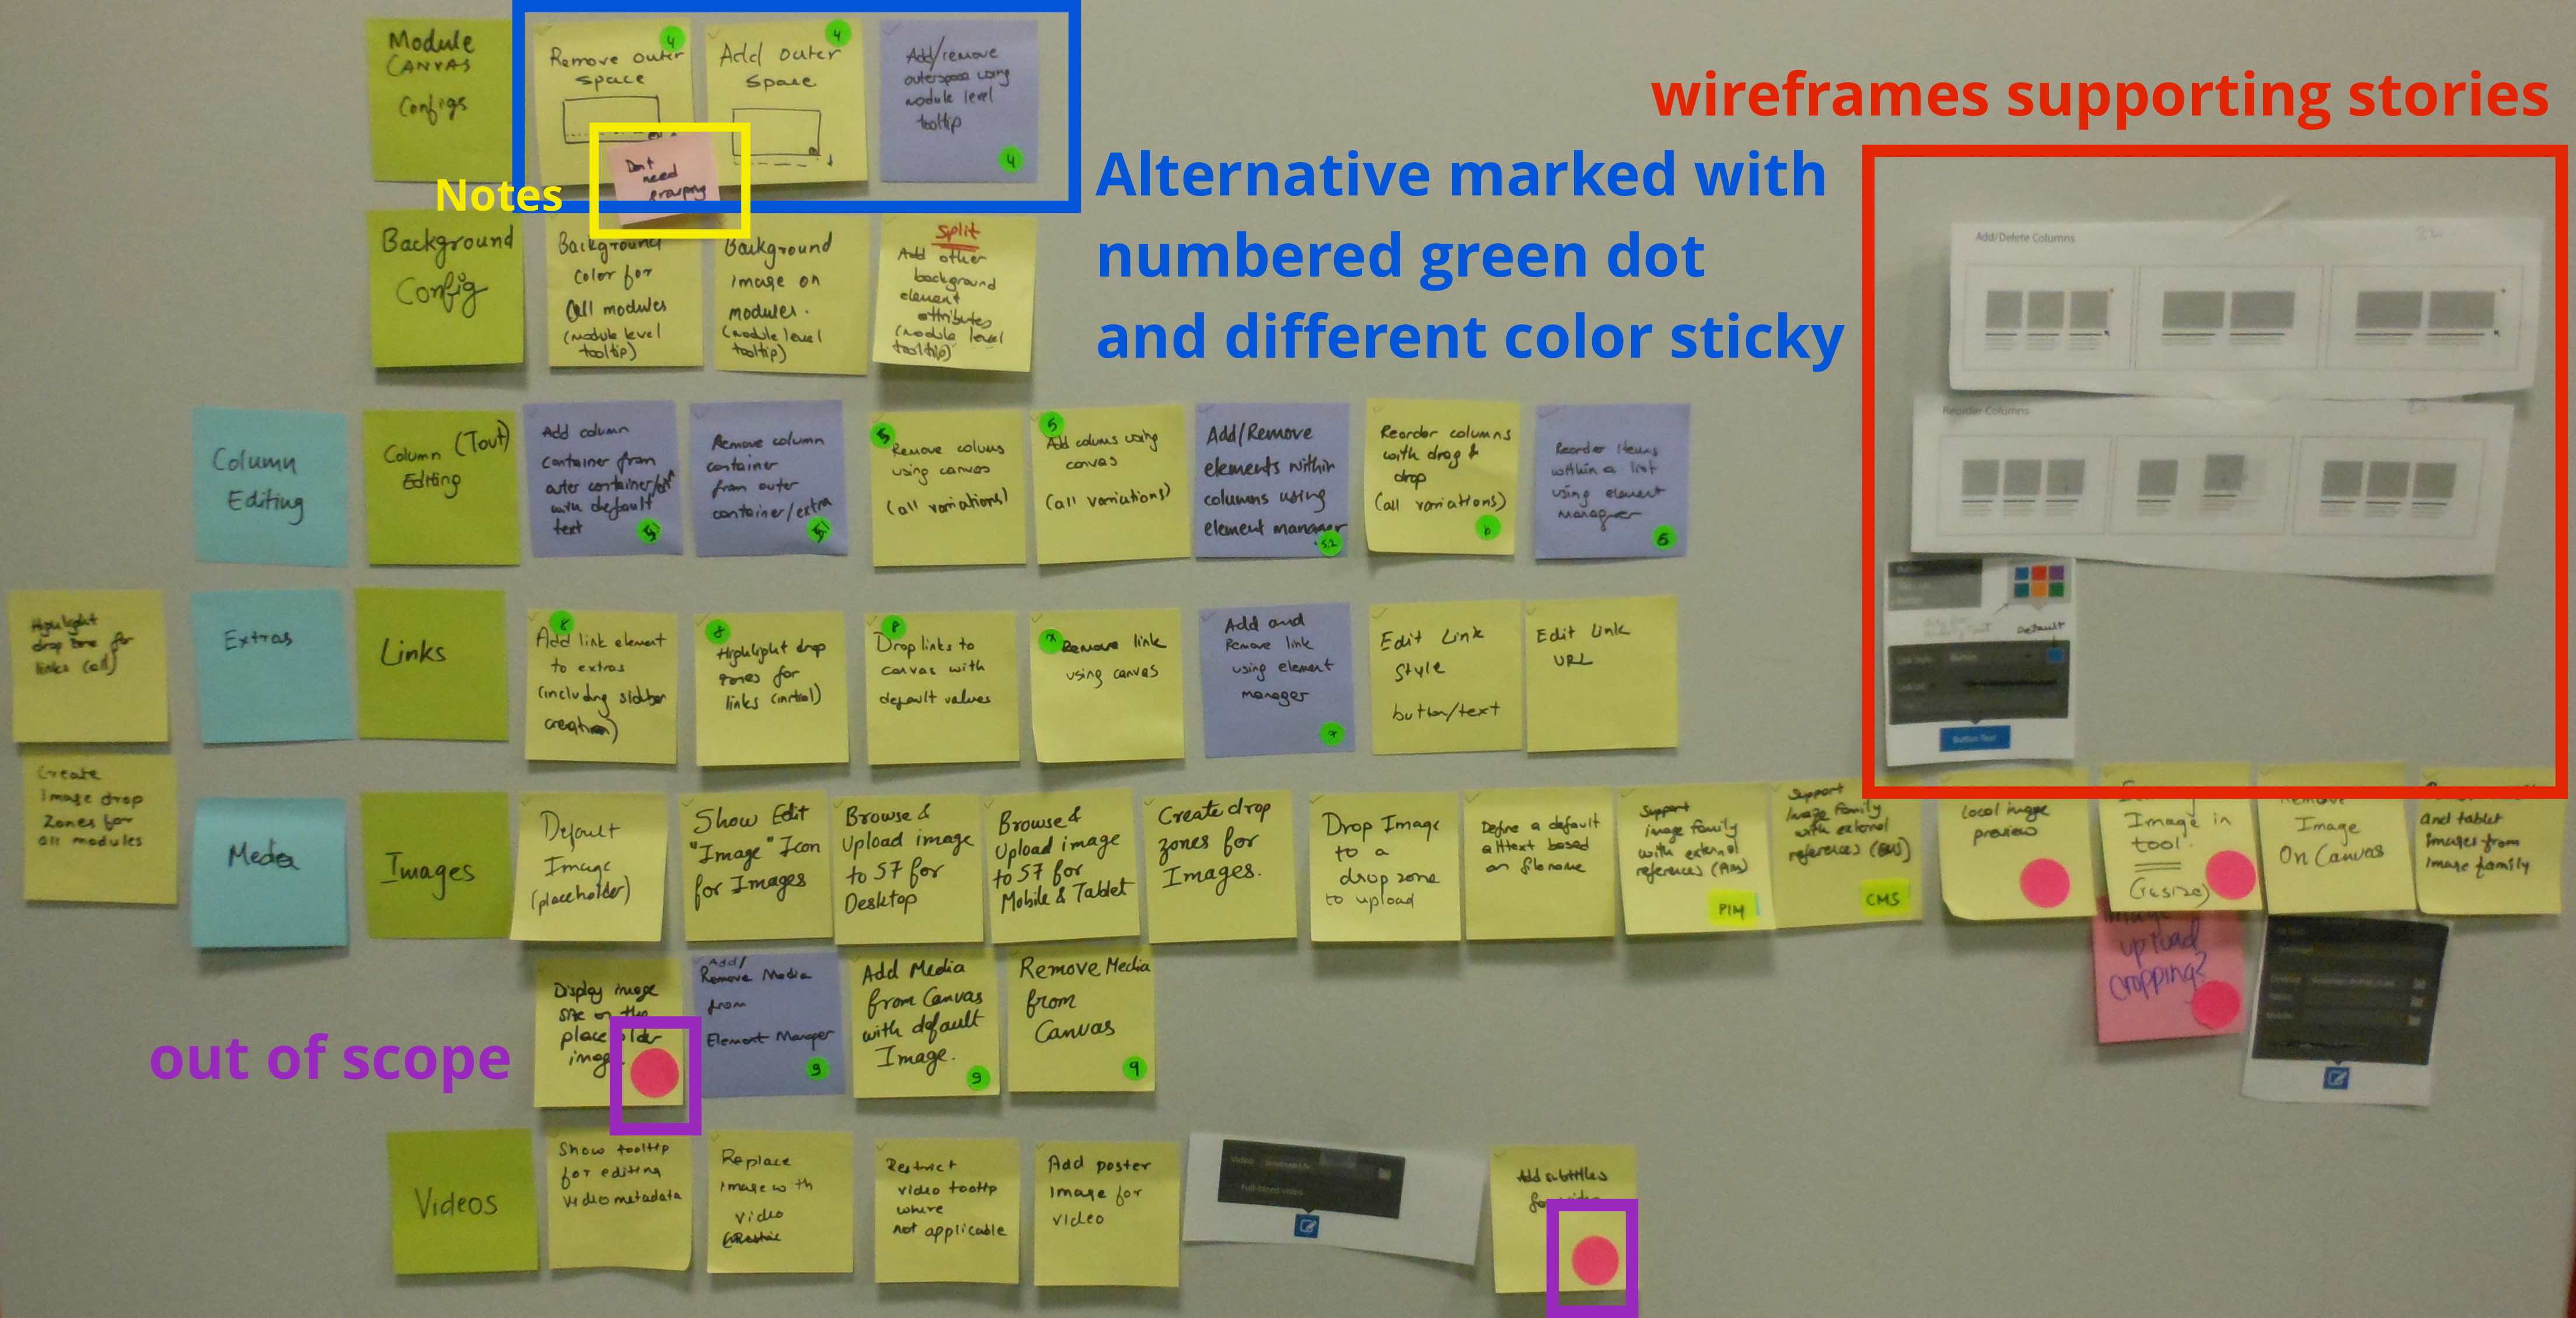 Module
CANVAS
Configs
4
Remove outer
space
4
Add outer
space
Add/remove
outerspace using
module level
tooltip
4
Don't
need
grouping
Notes
wireframes supporting stories
Alternative marked with
numbered green dot
and different color sticky
Background
Config
Background
color for
all modules
(module level
tooltip)
Background
image on
modules.
(module level
tooltip)
Split
Add other
background
element
attributes
(module level
tooltip)
Add/Delete Columns
Reorder Columns
Column
Editing
Column (Tout)
Editing
Add column
container from
outer container/
with default
text
5
Remove column
container
from outer
container/extra
5
5
Remove colums
using canvas
(all variations)
5
Add colums using
canvas
(all variations)
Add/Remove
elements within
columns using
element manager
5.2
Reorder columns
with drag &
drop
(all variations)
6
Reorder items
within a list
using element
manager
6
Highlight
drop zone for
links (all)
Extras
Links
8
Add link element
to extras
(including sidebar
creation)
8
Highlight drop
zones for
links (initial)
8
Drop links to
canvas with
default values
7
Remove link
using canvas
Add and
Remove link
using element
manager
7
Edit Link
Style
button/text
Edit Link
URL
default
Button Text
Create
image drop
zones for
all modules
Media
Images
Default
Image
(placeholder)
Show Edit
"Image" Icon
for Images
Browse &
Upload image
to S7 for
Desktop
Browse &
Upload image
to S7 for
Mobile & Tablet
Create drop
zones for
Images.
Drop Image
to a
drop zone
to upload
Define a default
alttext based
on filename
Support
image family
with external
references
PIM
Support
Image family
with external
references
CMS
Local image
preview
Image in
tool.
(resize)
Remove
Image
On Canvas
and tablet
Images from
Image family
Image
upload
cropping?
Display image
size on the
placeholder
image
Add/
Remove Media
from
Element Manager
9
Add Media
from Canvas
with default
Image.
9
Remove Media
from
Canvas
9
out of scope
Videos
Show tooltip
for editing
video metadata
Replace
image with
video
Restrict
video tooltip
where
not applicable
Add poster
image for
video
Video
Full-bleed video
Add subtitles
for video